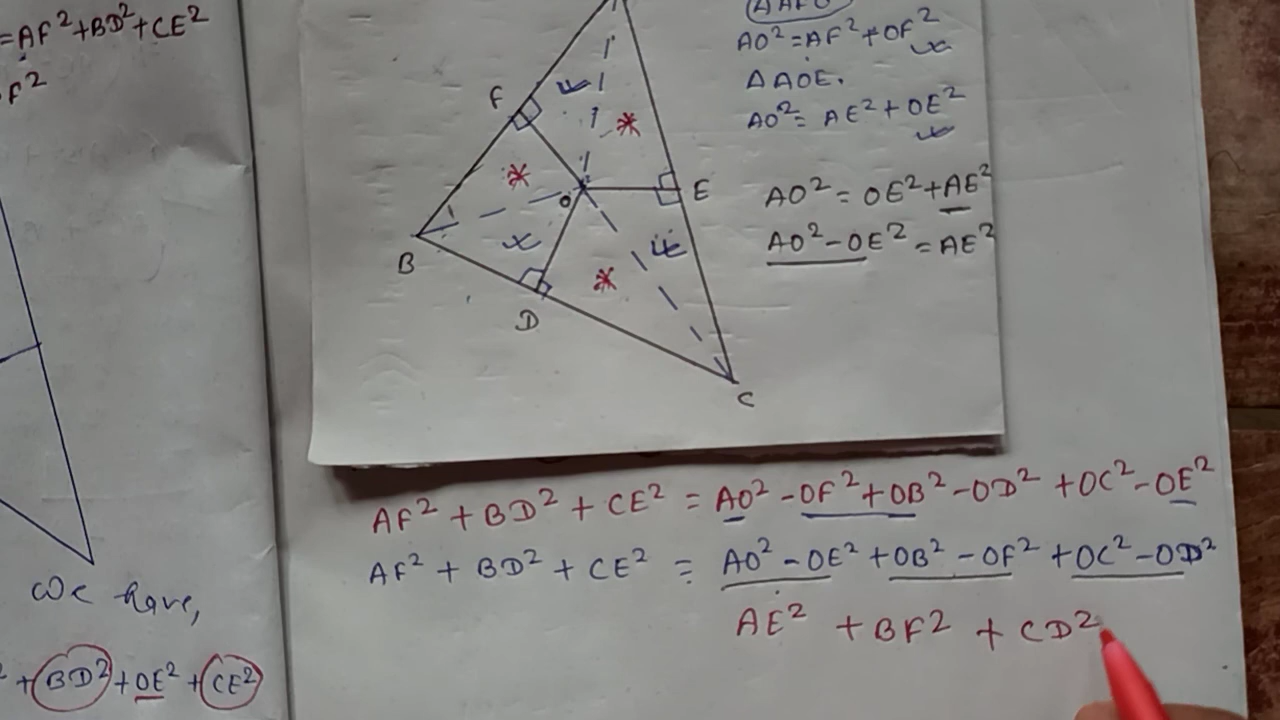 =AF²+BD²+CE²
F²
We have,
²+BD²+OE²+CE²
AO²=AF²+OF²
ΔAOE.
AO²=AE²+OE²
AO²=OE²+AE²
AO²-OE²=AE²
F
O
E
B
D
C
AF²+BD²+CE²=AO²-OF²+OB²-OD²+OC²-OE²
AF²+BD²+CE²=AO²-OE²+OB²-OF²+OC²-OD²
AE²+BF²+CD²